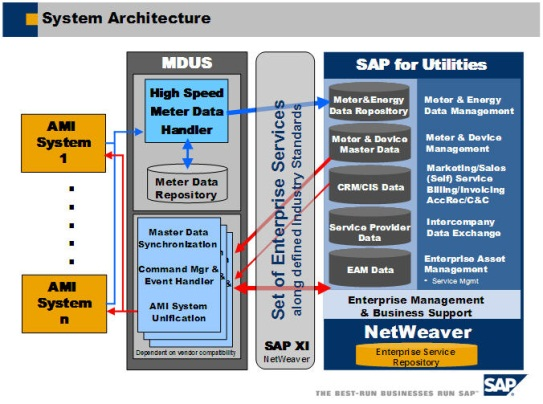 System Architecture
MDUS
High Speed
Meter Data
Handler
Meter Data
Repository
AMI
System
1
AMI
System
n
Master Data
Synchronization
Command Mgr &
Event Handler
AMI System
Unification
Dependent on vendor compatibility
Set of Enterprise Services
along defined Industry Standards
SAP XI
NetWeaver
SAP for Utilities
Meter&Energy
Data Repository
Meter & Energy
Data Management
Meter & Device
Master Data
Meter & Device
Management
CRM/CIS Data
Marketing/Sales
(Self) Service
Billing/Invoicing
AccRec/C&C
Service Provider
Data
Intercompany
Data Exchange
EAM Data
Enterprise Asset
Management
- Service Mgmt
Enterprise Management
& Business Support
NetWeaver
Enterprise Service
Repository
THE BEST-RUN BUSINESSES RUN SAP™
SAP